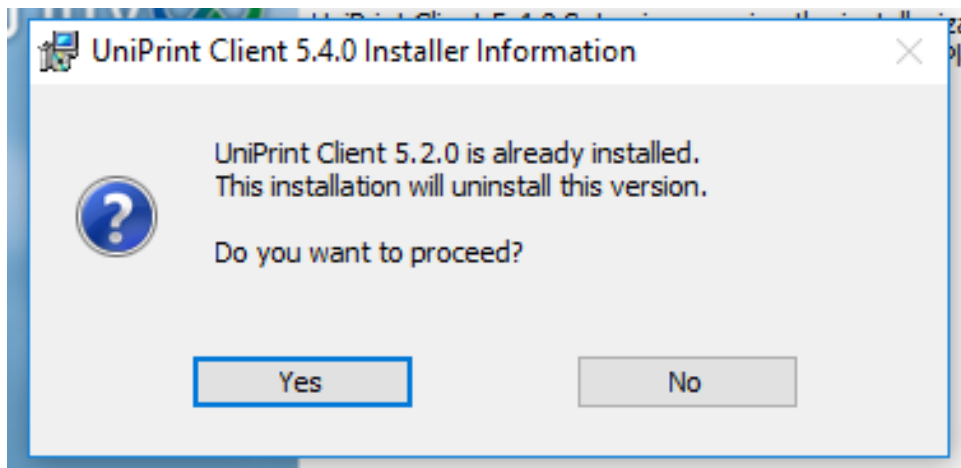 UniPrint Client 5.4.0 Installer Information
UniPrint Client 5.2.0 is already installed.
This installation will uninstall this version.
Do you want to proceed?
Yes
No